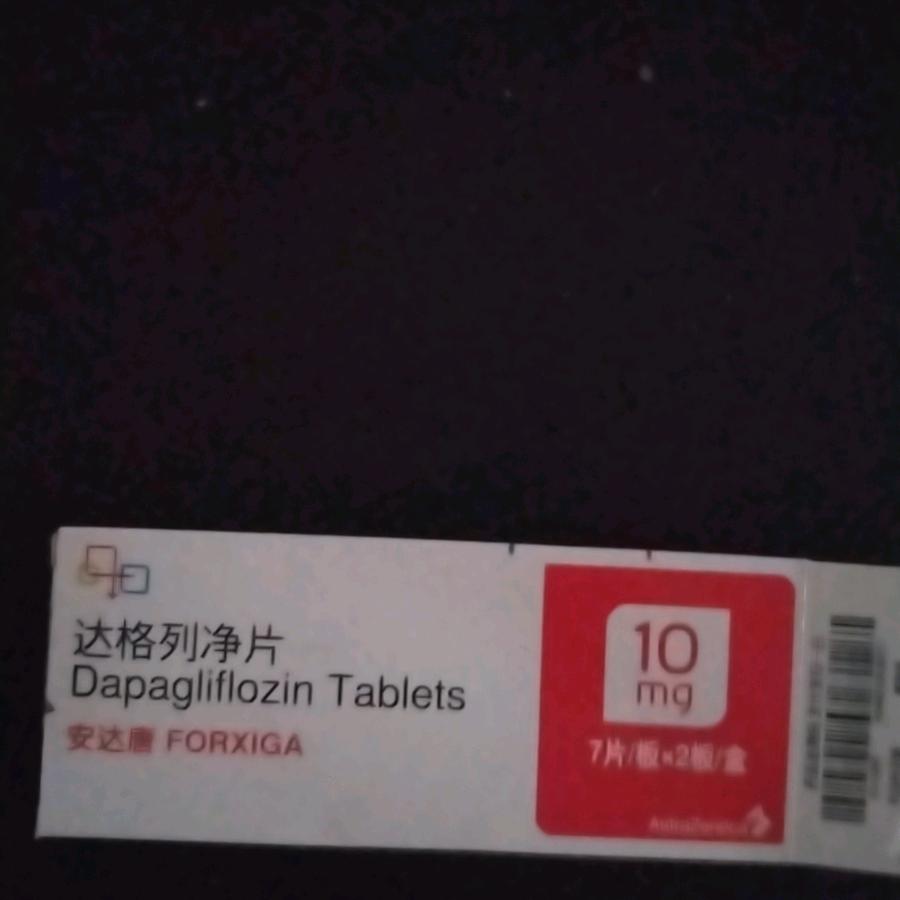 达格列净片
Dapagliflozin Tablets
安达唐 FORXIGA
10
mg
7片/板×2板/盒
AstraZeneca